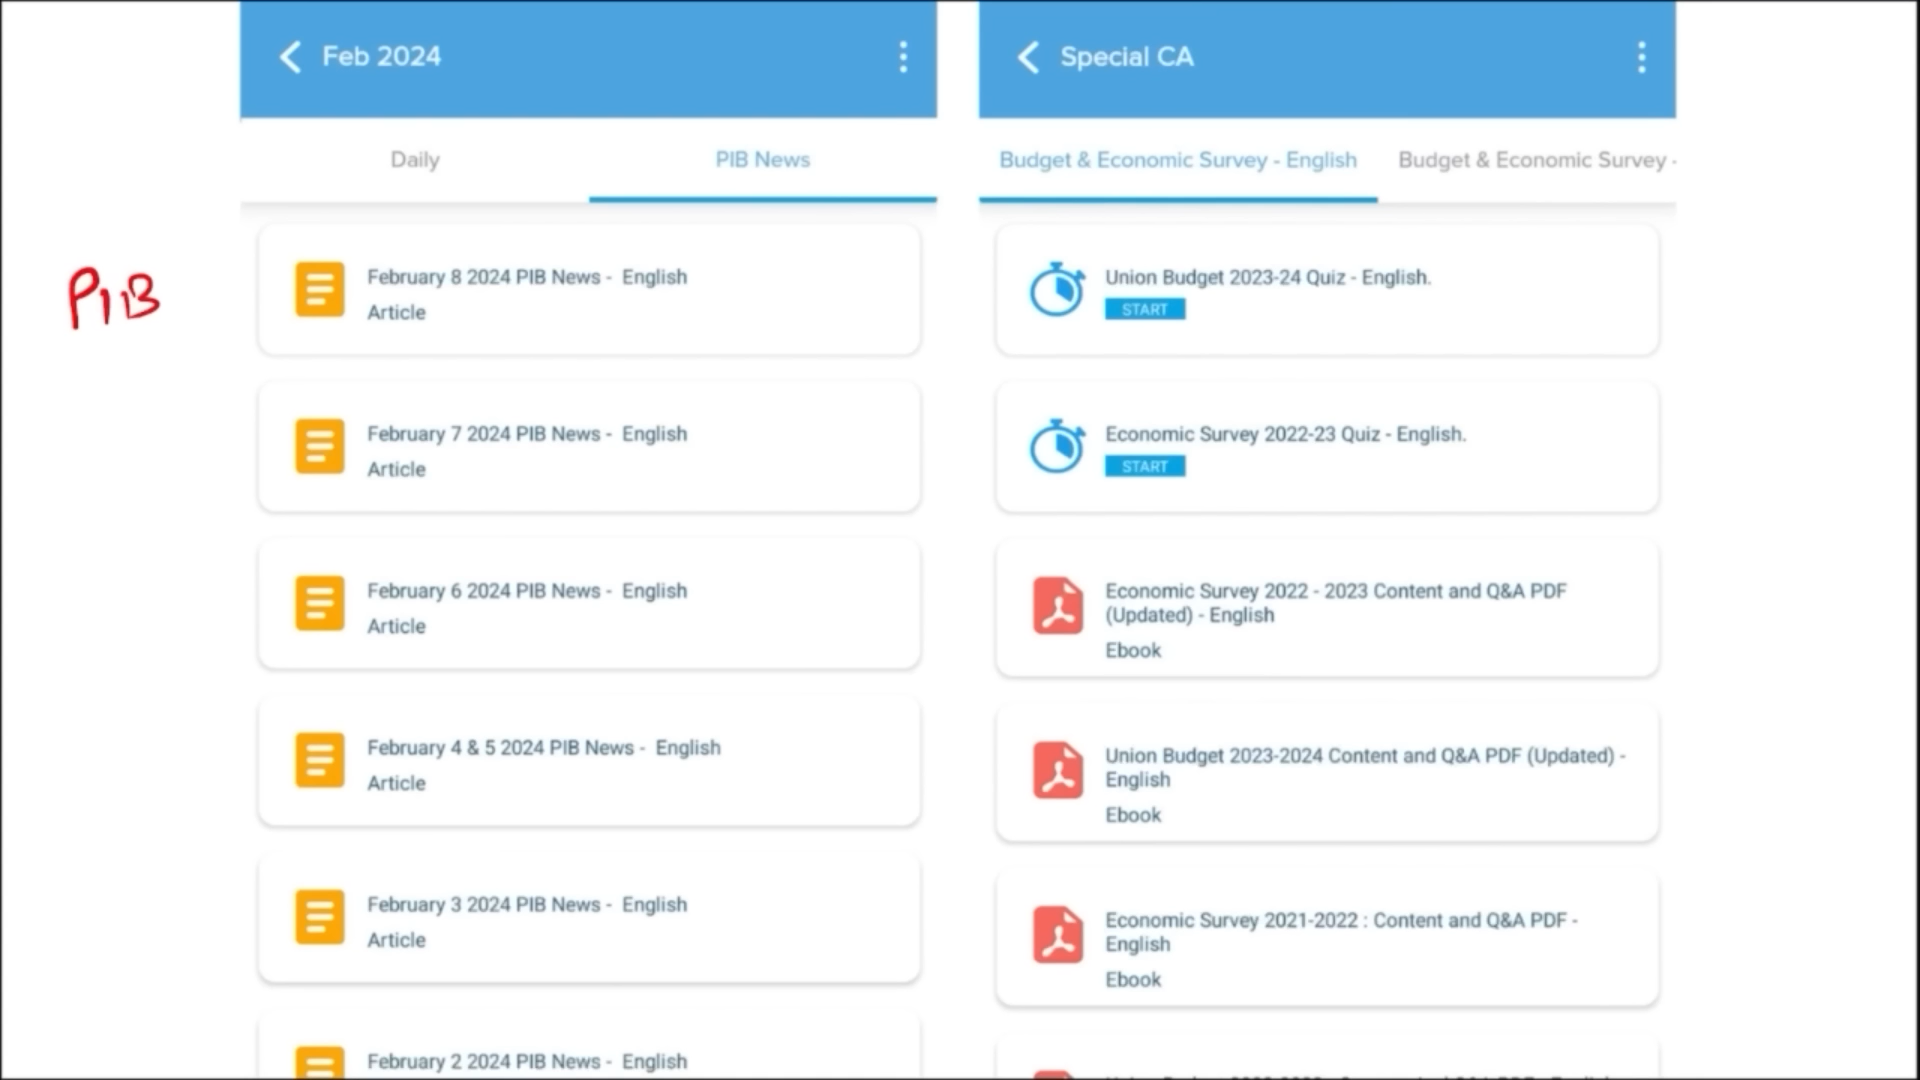 PIB
Feb 2024
Daily
PIB News
February 8 2024 PIB News - English
Article
February 7 2024 PIB News - English
Article
February 6 2024 PIB News - English
Article
February 4 & 5 2024 PIB News - English
Article
February 3 2024 PIB News - English
Article
February 2 2024 PIB News - English
Special CA
Budget & Economic Survey - English
Budget & Economic Survey -
Union Budget 2023-24 Quiz - English.
START
Economic Survey 2022-23 Quiz - English.
START
Economic Survey 2022 - 2023 Content and Q&A PDF
(Updated) - English
Ebook
Union Budget 2023-2024 Content and Q&A PDF (Updated) -
English
Ebook
Economic Survey 2021-2022 : Content and Q&A PDF -
English
Ebook